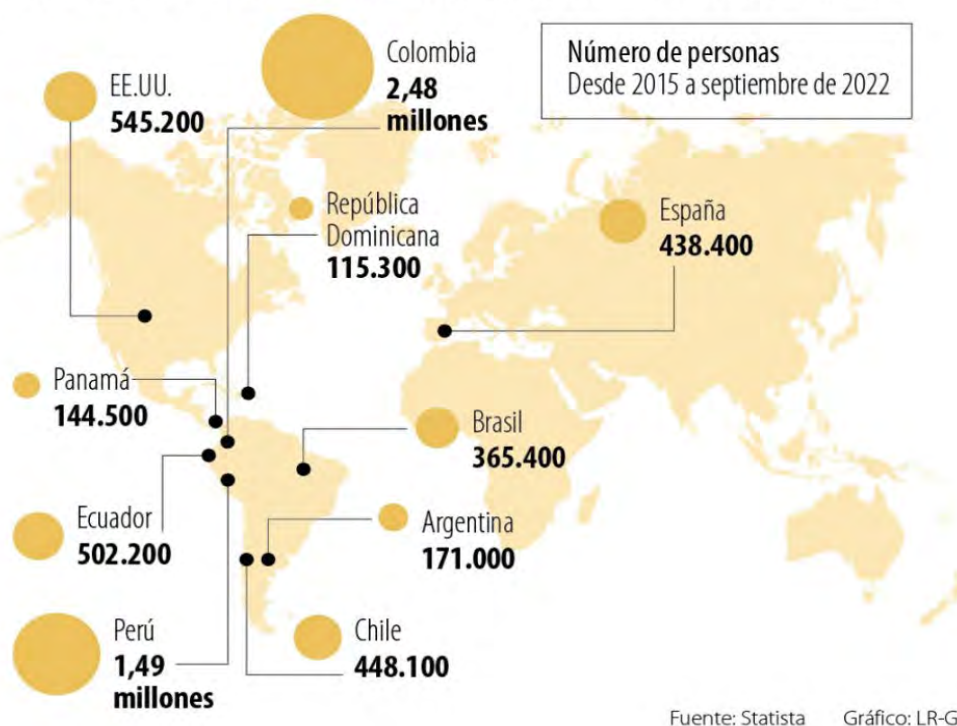 Número de personas
Desde 2015 a septiembre de 2022
EE.UU.
545.200
Colombia
2,48
millones
República
Dominicana
115.300
España
438.400
Panamá
144.500
Brasil
365.400
Ecuador
502.200
Argentina
171.000
Perú
1,49
millones
Chile
448.100
Fuente: Statista
Gráfico: LR-G